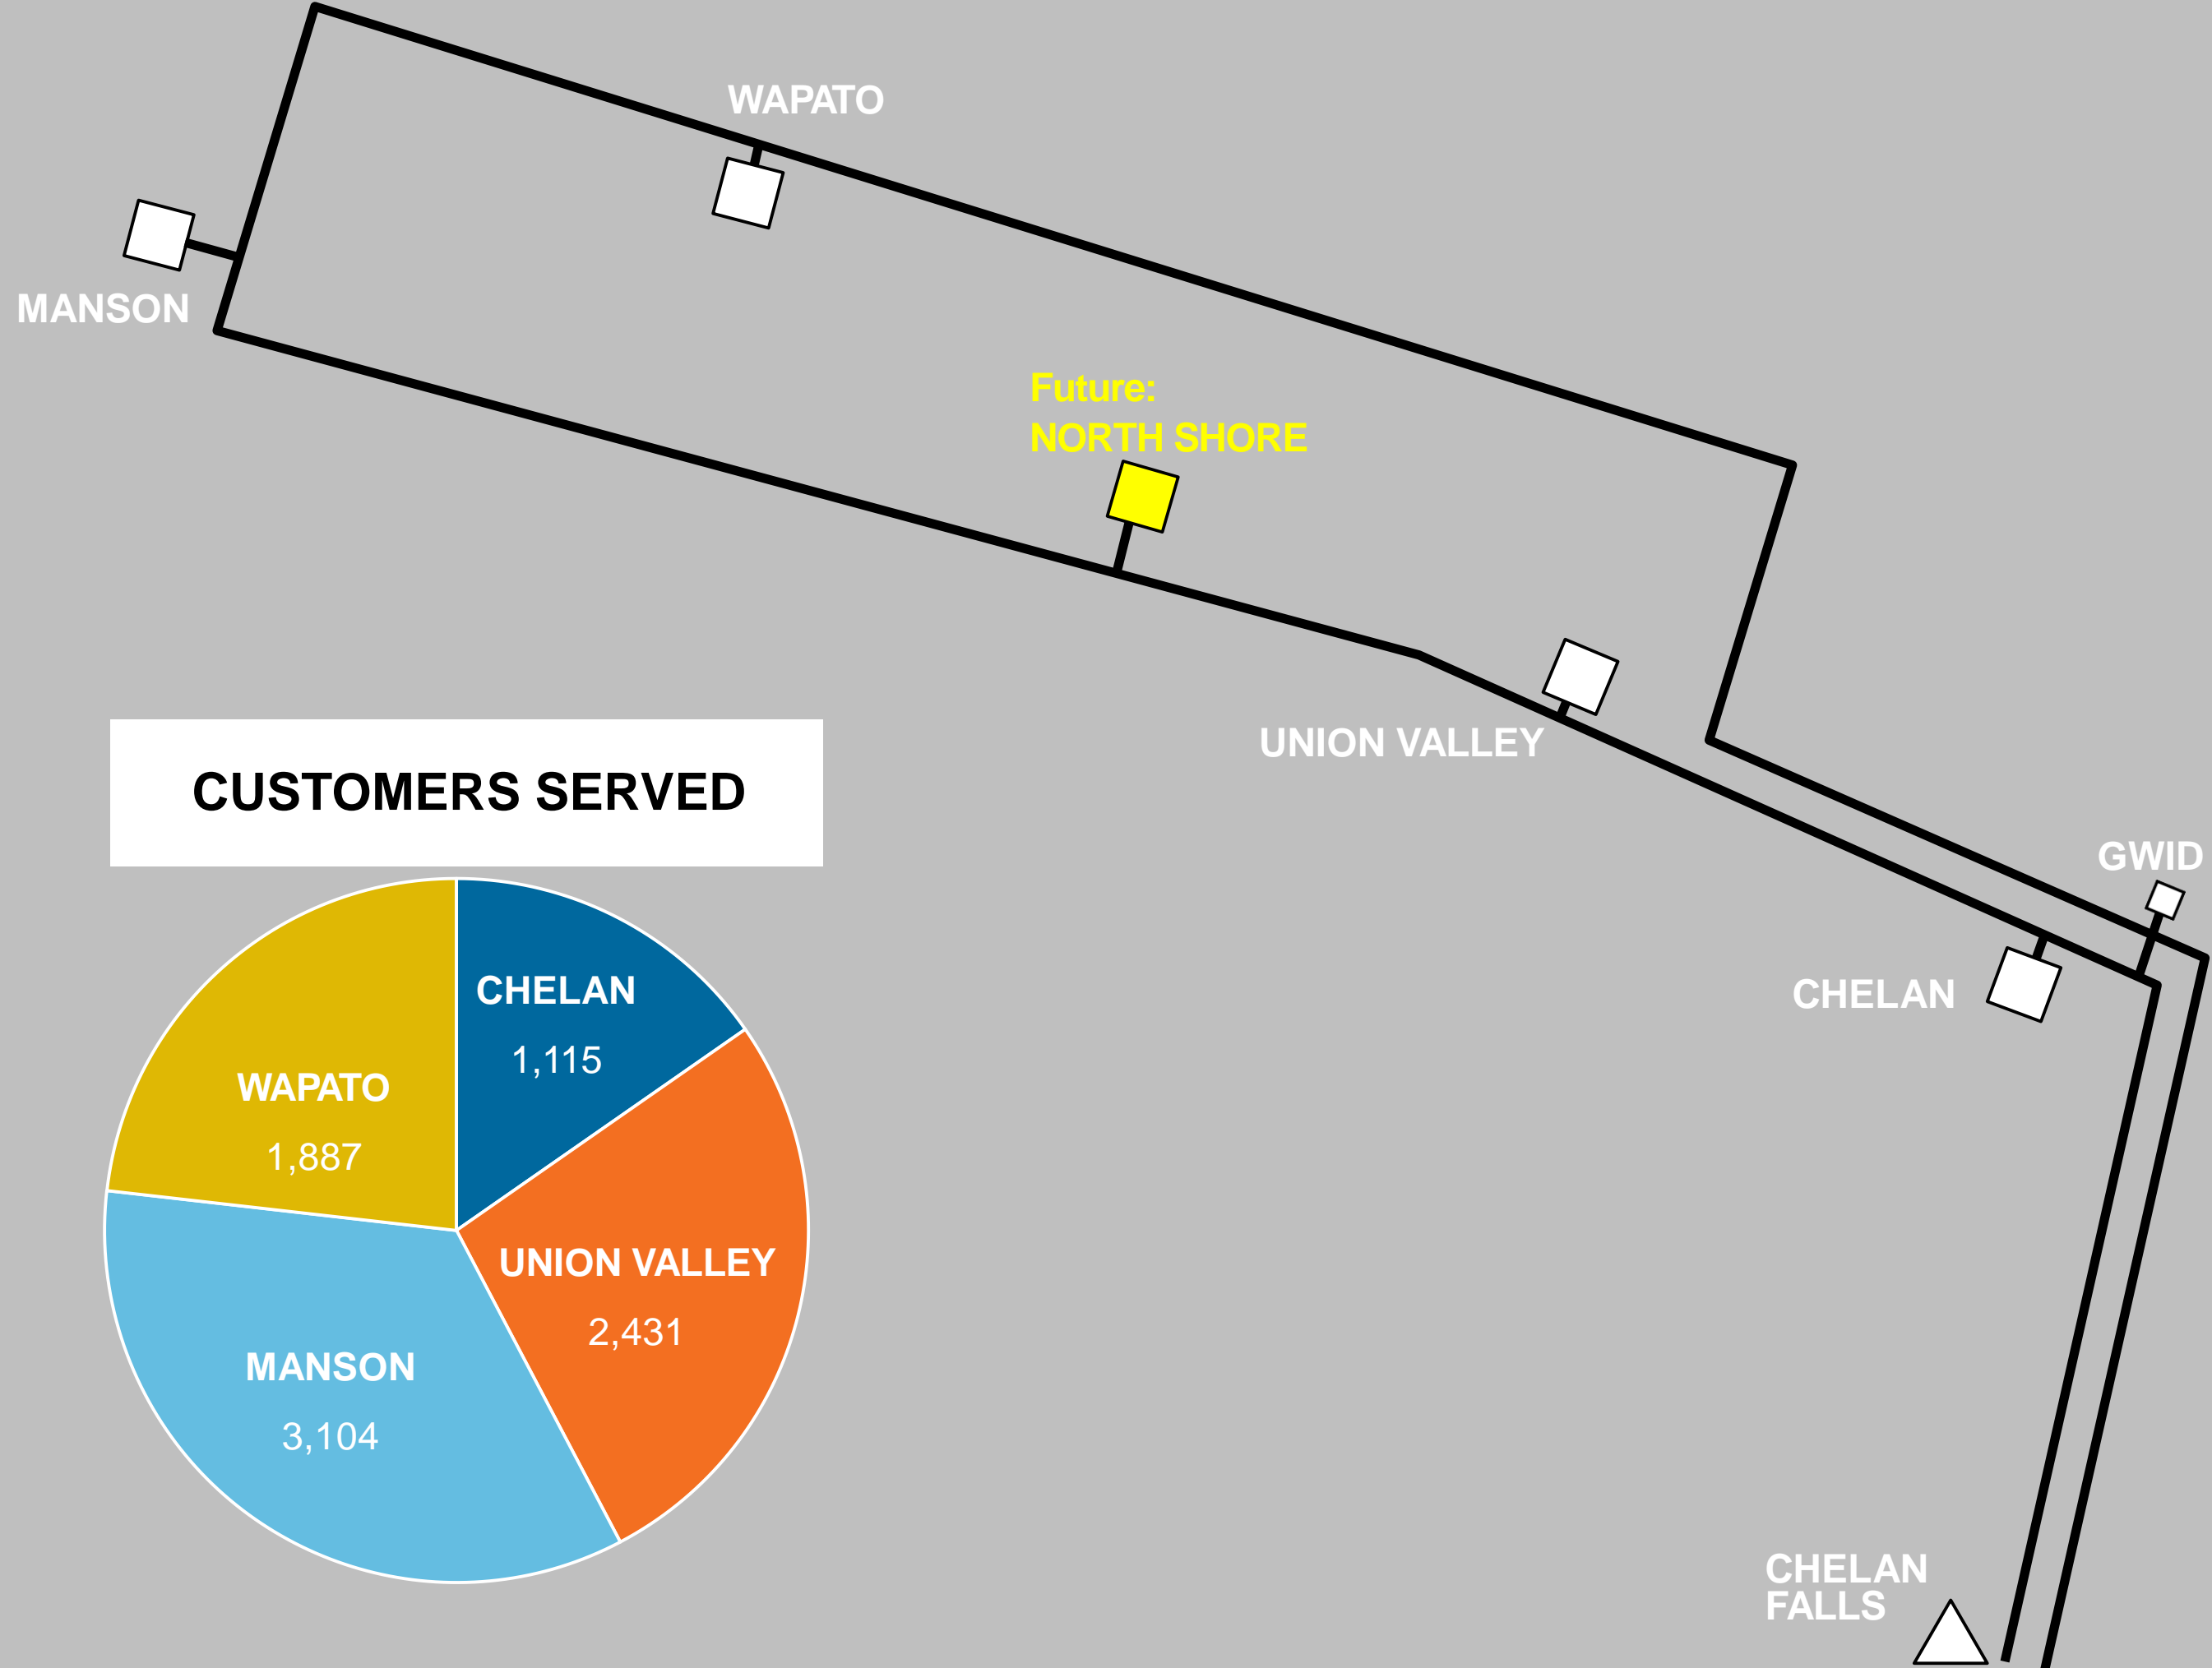 WAPATO
MANSON
Future:
NORTH SHORE
UNION VALLEY
GWID
CHELAN
CHELAN
FALLS
CUSTOMERS SERVED
CHELAN
1,115
WAPATO
1,887
UNION VALLEY
2,431
MANSON
3,104